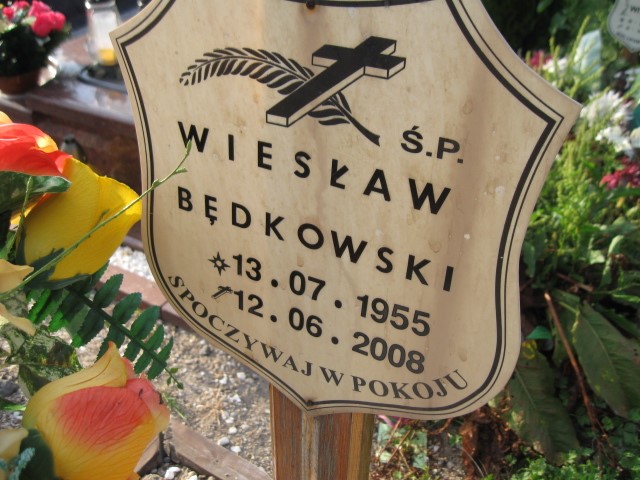 Ś.P.
WIESŁAW
BĘDKOWSKI
13.07.1955
12.06.2008
SPOCZYWAJ W POKOJU